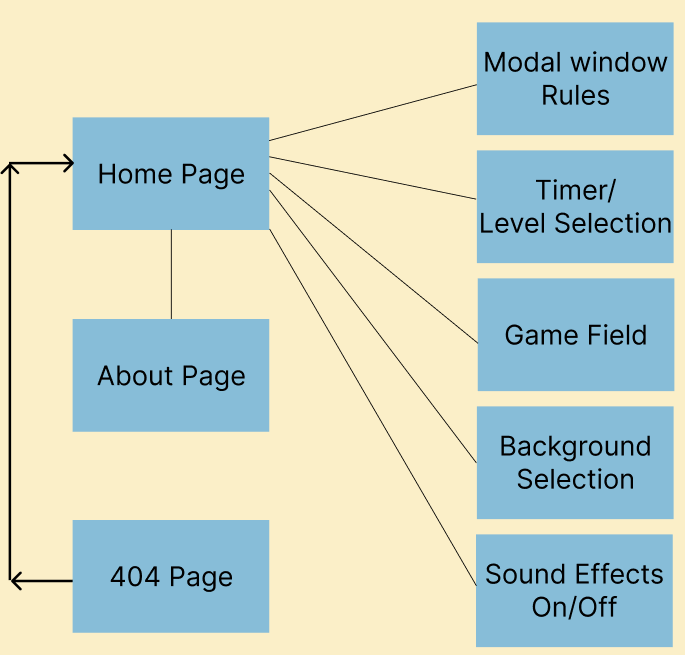 Home Page
About Page
404 Page
Modal window
Rules
Timer/
Level Selection
Game Field
Background
Selection
Sound Effects
On/Off